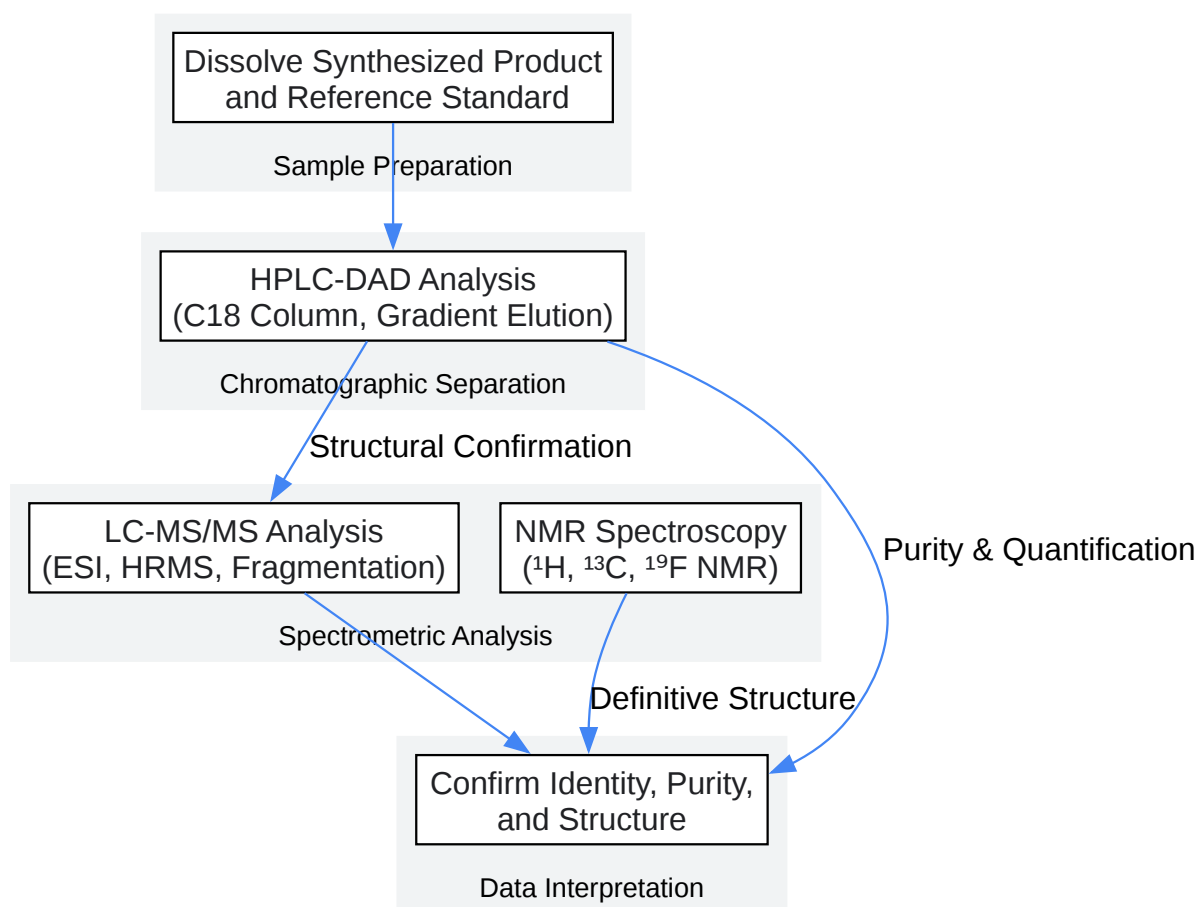 Dissolve Synthesized Product
and Reference Standard
Sample Preparation
HPLC-DAD Analysis
(C18 Column, Gradient Elution)
Chromatographic Separation
Structural Confirmation
LC-MS/MS Analysis
(ESI, HRMS, Fragmentation)
NMR Spectroscopy
(¹H, ¹³C, ¹⁹F NMR)
Spectrometric Analysis
Purity & Quantification
Definitive Structure
Confirm Identity, Purity,
and Structure
Data Interpretation